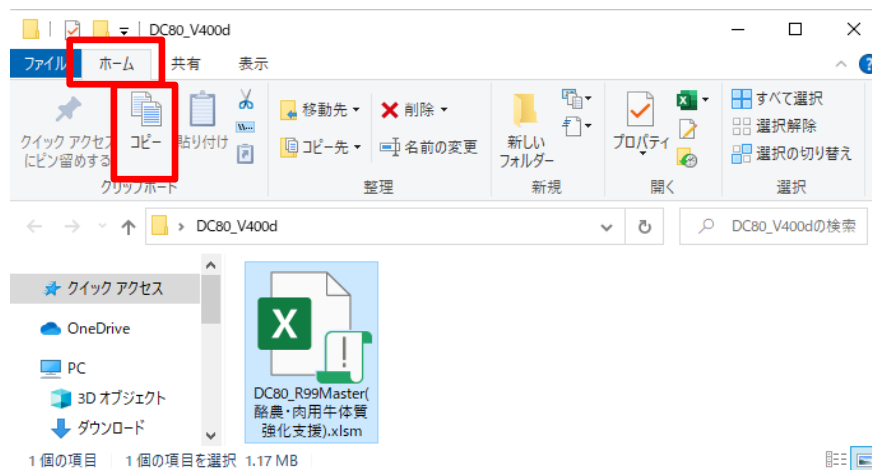 DC80_V400d
ファイル ホーム 共有 表示
クイック アクセス
にピン留めする
コピー
貼り付け
移動先
コピー先
削除
名前の変更
新しい
フォルダー
プロパティ
すべて選択
選択解除
選択の切り替え
クリップボード 整理 新規 開く 選択
DC80_V400d
DC80_V400dの検索
クイック アクセス
OneDrive
PC
3D オブジェクト
ダウンロード
DC80_R99Master(
酪農・肉用牛体質
強化支援).xlsm
1 個の項目 1 個の項目を選択 1.17 MB